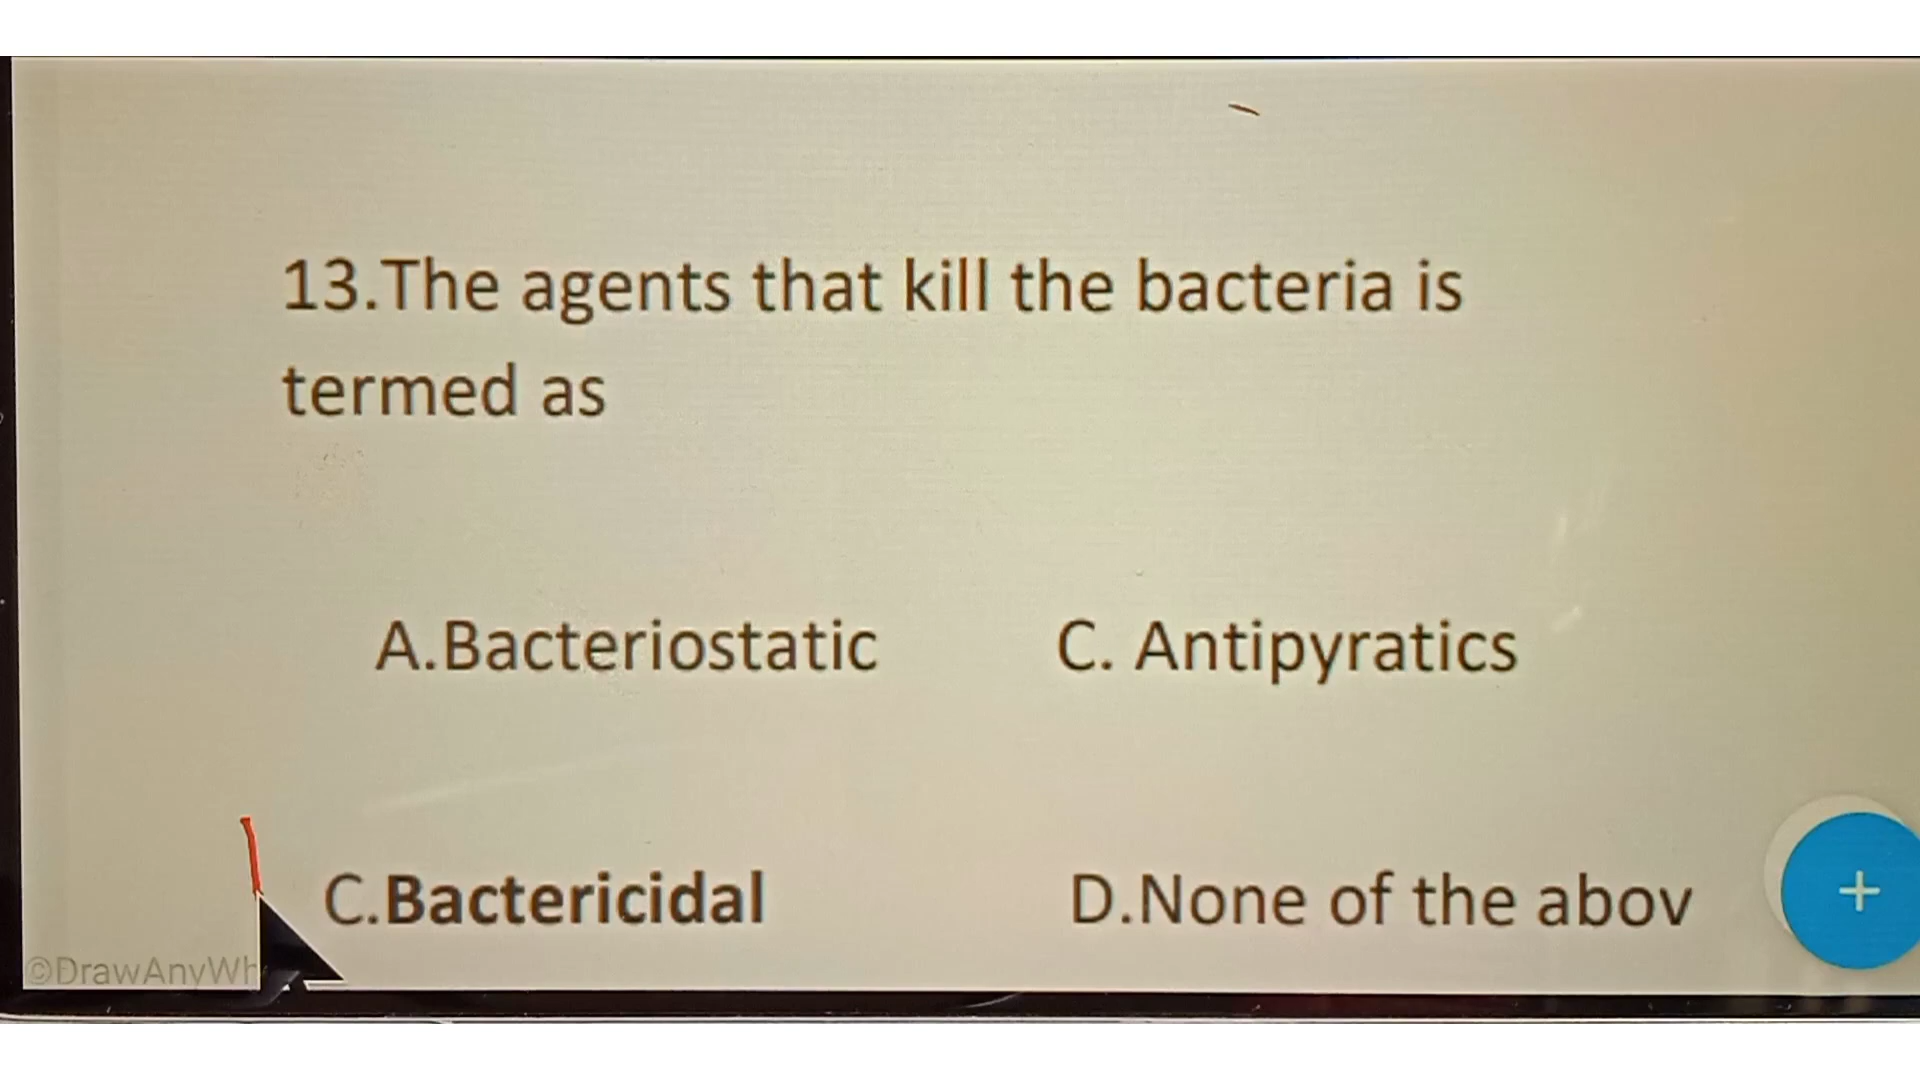 13.The agents that kill the bacteria is
termed as
A.Bacteriostatic
C. Antipyratics
C.Bactericidal
D.None of the abov
+
©DrawAnyWh